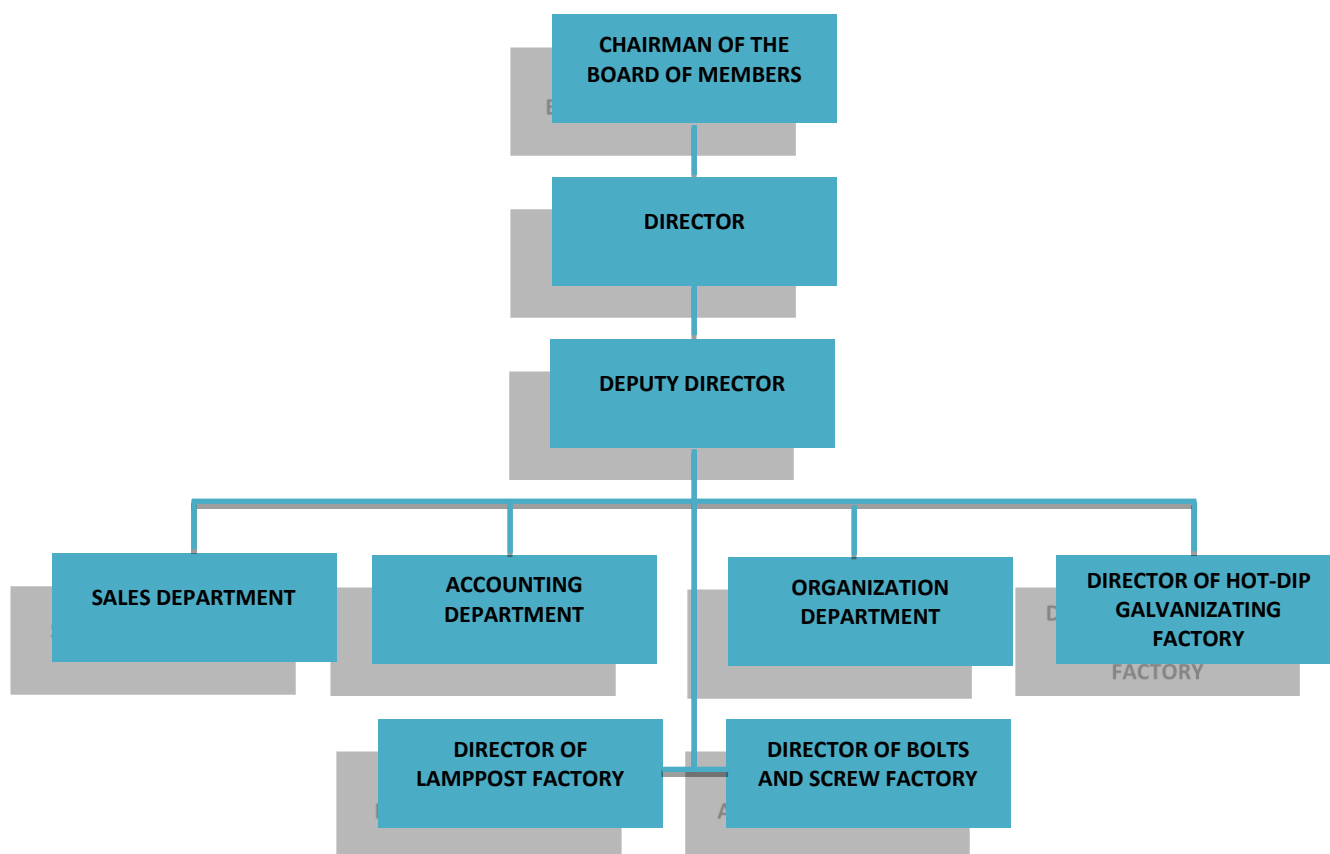 CHAIRMAN OF THE
BOARD OF MEMBERS
DIRECTOR
DEPUTY DIRECTOR
SALES DEPARTMENT
ACCOUNTING
DEPARTMENT
ORGANIZATION
DEPARTMENT
DIRECTOR OF HOT-DIP
GALVANIZATING
FACTORY
FACTORY
DIRECTOR OF
LAMPPOST FACTORY
DIRECTOR OF BOLTS
AND SCREW FACTORY